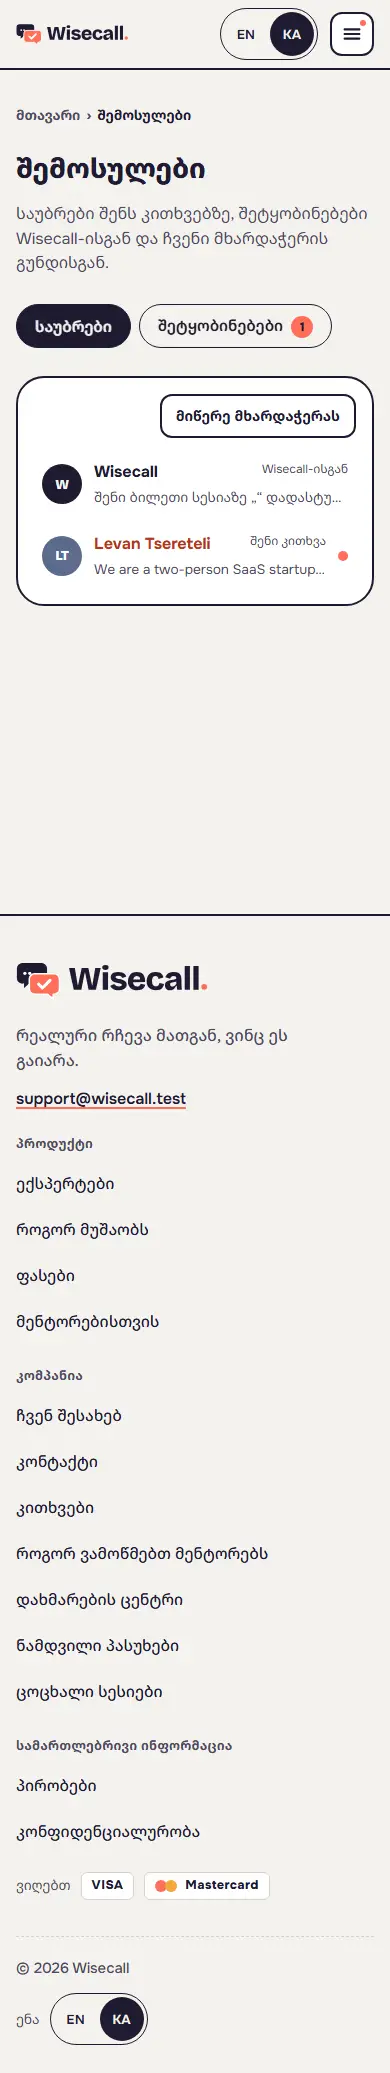 Wisecall.
EN KA
მთავარი › შემოსულები
შემოსულები
საუბრები შენს კითხვებზე, შეტყობინებები
Wisecall-ისგან და ჩვენი მხარდაჭერის
გუნდისგან.
საუბრები შეტყობინებები 1
მიწერე მხარდაჭერას
W Wisecall Wisecall-ისგან
შენი ბილეთი სესიაზე „“ დადასტუ...
LT Levan Tsereteli შენი კითხვა
We are a two-person SaaS startup...
Wisecall.
რეალური რჩევა მათგან, ვინც ეს
გაიარა.
support@wisecall.test
პროდუქტი
ექსპერტები
როგორ მუშაობს
ფასები
მენტორებისთვის
კომპანია
ჩვენ შესახებ
კონტაქტი
კითხვები
როგორ ვამოწმებთ მენტორებს
დახმარების ცენტრი
ნამდვილი პასუხები
ცოცხალი სესიები
სამართლებრივი ინფორმაცია
პირობები
კონფიდენციალურობა
ვიღებთ VISA Mastercard
© 2026 Wisecall
ენა EN KA